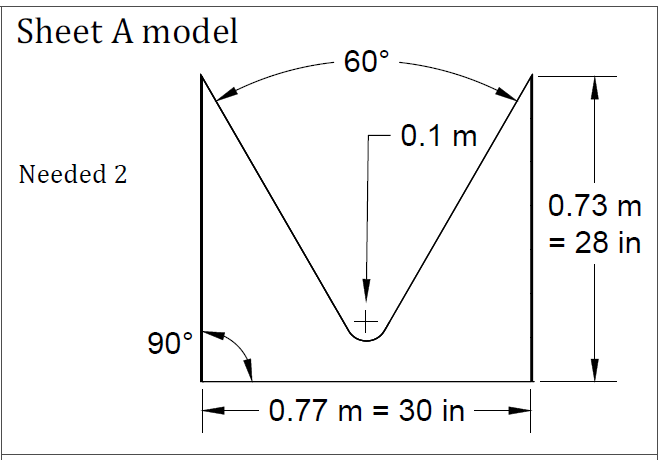 Sheet A model
60°
0.1 m
Needed 2
0.73 m
= 28 in
90°
0.77 m = 30 in